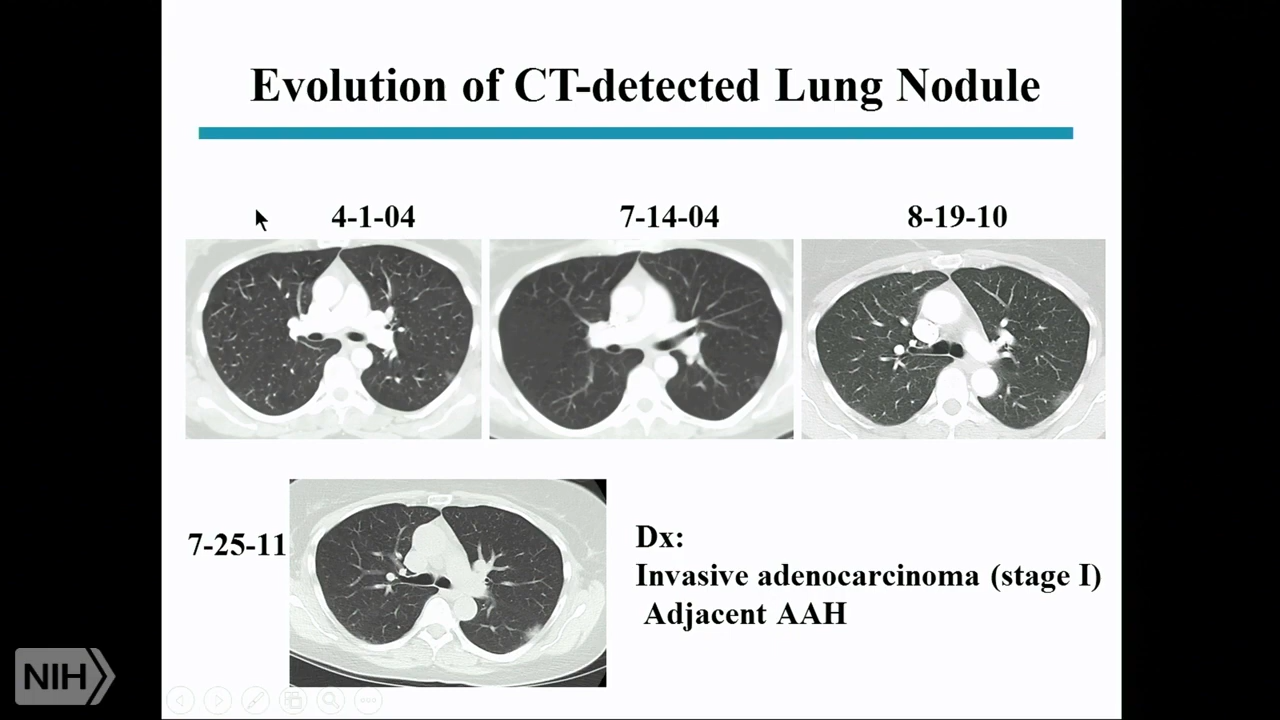 Evolution of CT-detected Lung Nodule
4-1-04
7-14-04
8-19-10
7-25-11
Dx:
Invasive adenocarcinoma (stage I)
Adjacent AAH
NIH